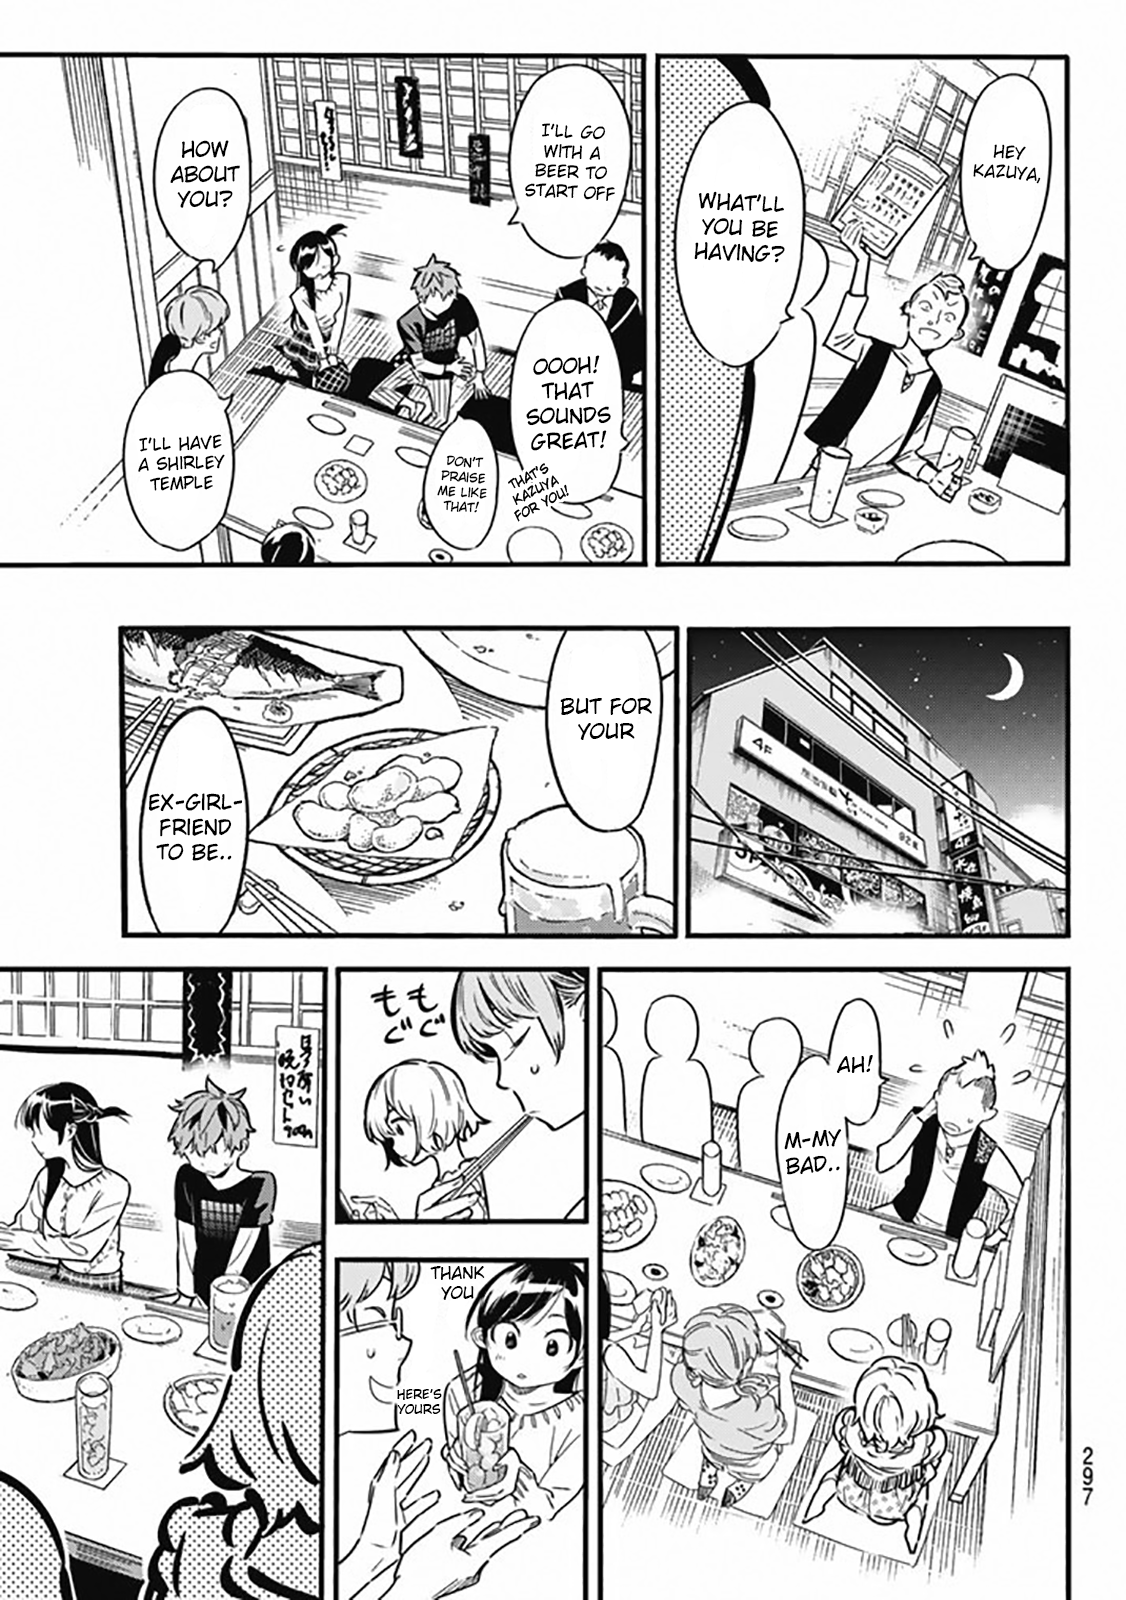 HEY
KAZUYA,
WHAT'LL
YOU BE
HAVING?
I'LL GO
WITH A
BEER TO
START OFF
OOOH!
THAT
SOUNDS
GREAT!
THAT'S
KAZUYA
FOR YOU!
DON'T
PRAISE
ME LIKE
THAT!
HOW
ABOUT
YOU?
I'LL HAVE
A SHIRLEY
TEMPLE
4F
BUT FOR
YOUR
EX-GIRL-
FRIEND
TO BE..
AH!
M-MY
BAD..
もぐ
もぐ
THANK
YOU
HERE'S
YOURS
297